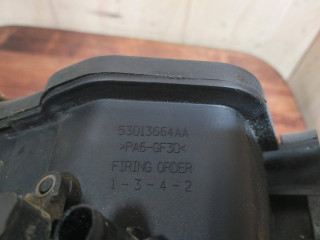 53013664AA
>PA6-GF30<
FIRING ORDER
1-3-4-2